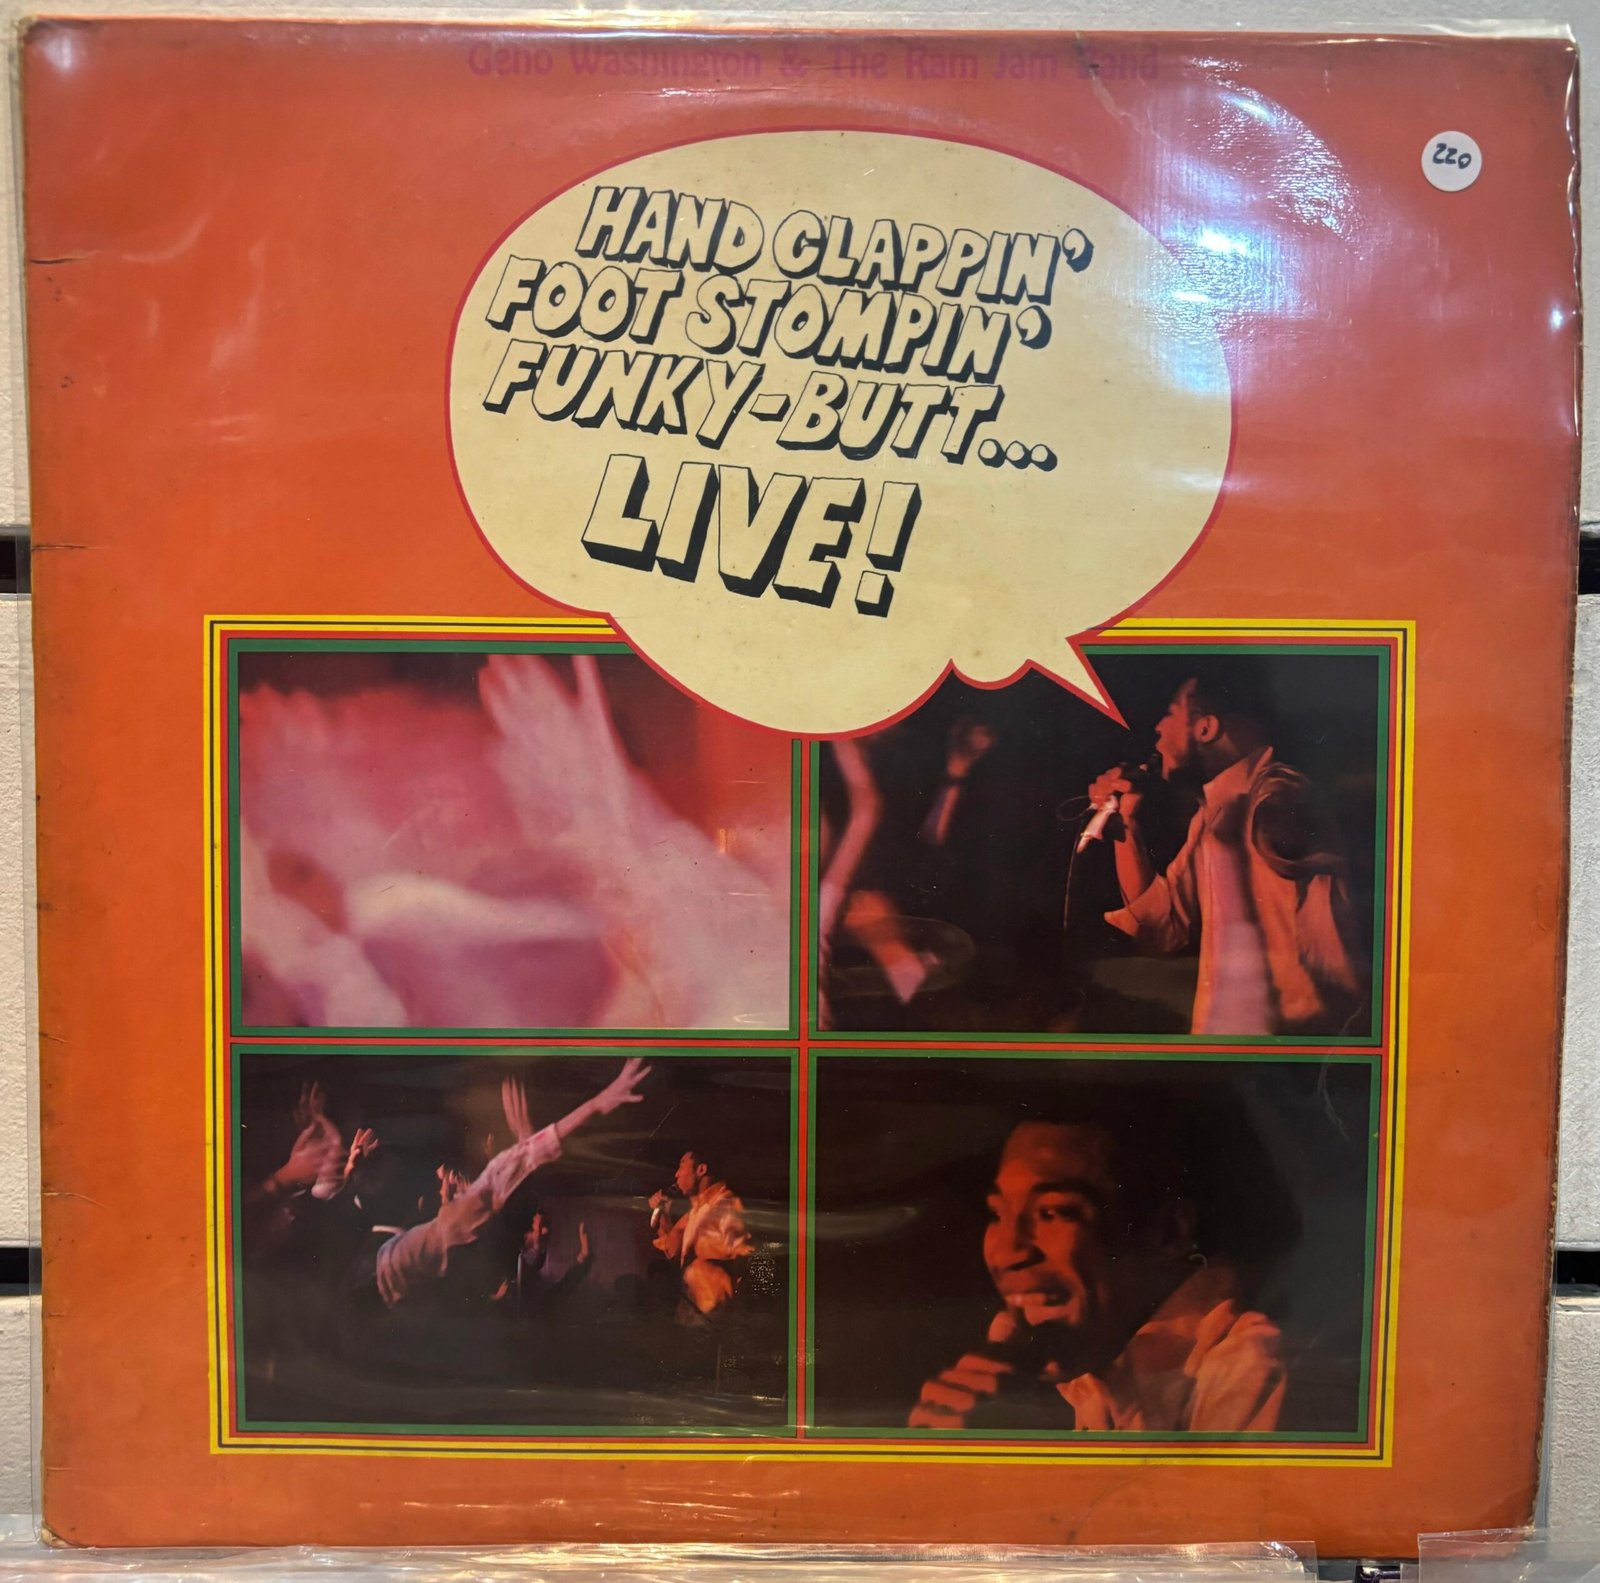 Geno Washington & The Ram Jam Band
220
HAND CLAPPIN'
FOOT STOMPIN'
FUNKY-BUTT...
LIVE!